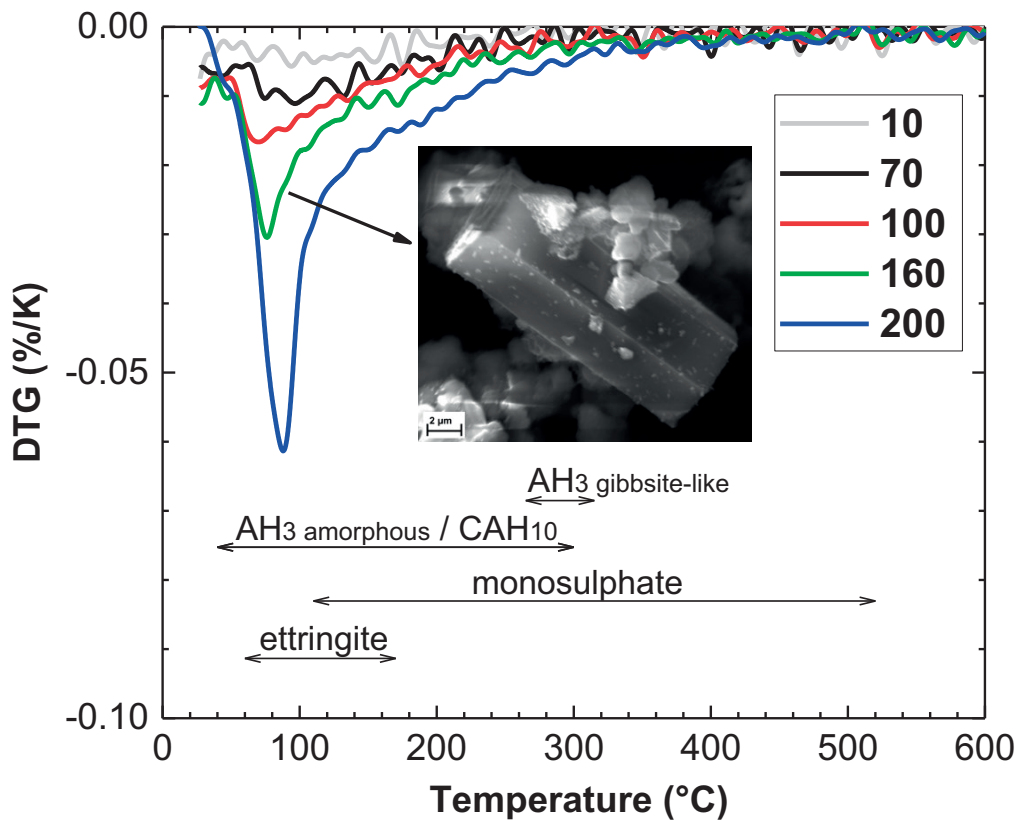 0.00
-0.05
-0.10
DTG (%/K)
10
70
100
160
200
2 µm
AH3 gibbsite-like
AH3 amorphous / CAH10
monosulphate
ettringite
0 100 200 300 400 500 600
Temperature (°C)